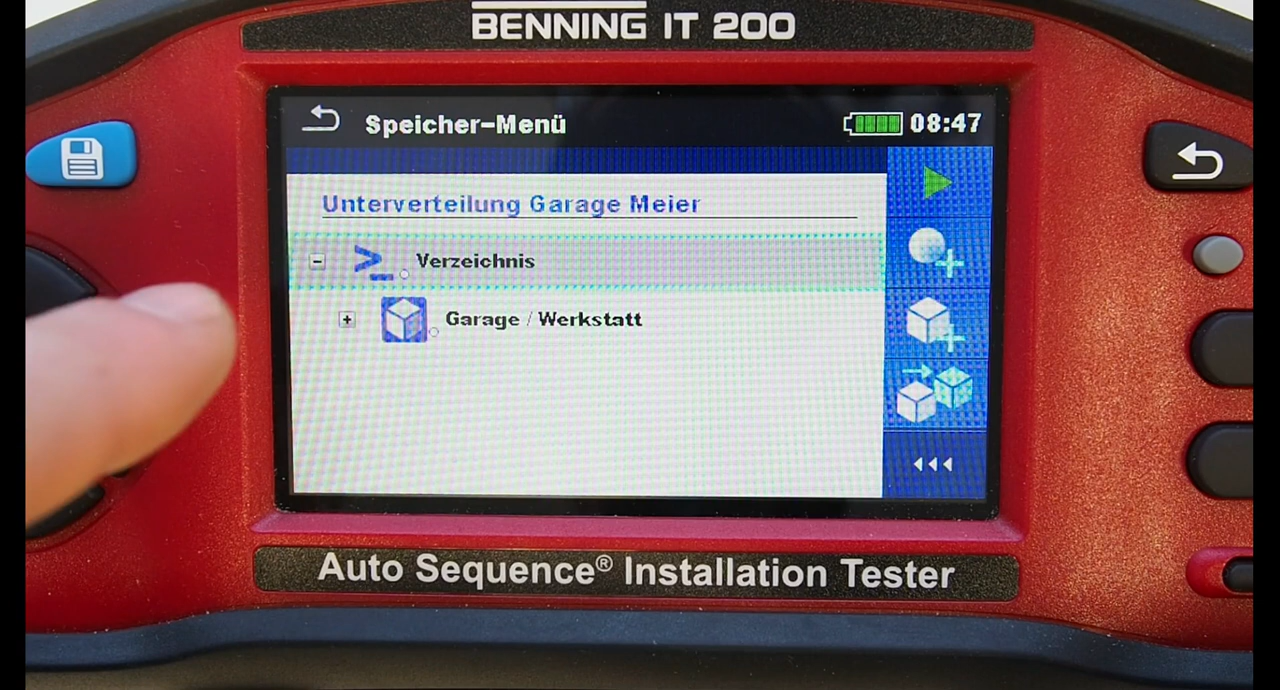 BENNING IT 200
Speicher-Menü
08:47
Unterverteilung Garage Meier
Verzeichnis
Garage / Werkstatt
Auto Sequence® Installation Tester